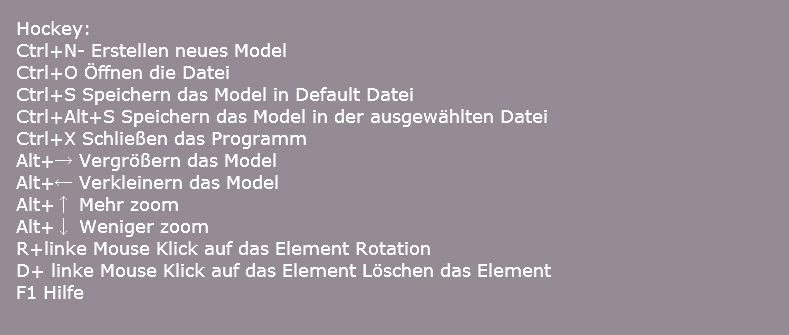 Hockey:
Ctrl+N- Erstellen neues Model
Ctrl+O Öffnen die Datei
Ctrl+S Speichern das Model in Default Datei
Ctrl+Alt+S Speichern das Model in der ausgewählten Datei
Ctrl+X Schließen das Programm
Alt+→ Vergrößern das Model
Alt+← Verkleinern das Model
Alt+↑ Mehr zoom
Alt+↓ Weniger zoom
R+linke Mouse Klick auf das Element Rotation
D+ linke Mouse Klick auf das Element Löschen das Element
F1 Hilfe